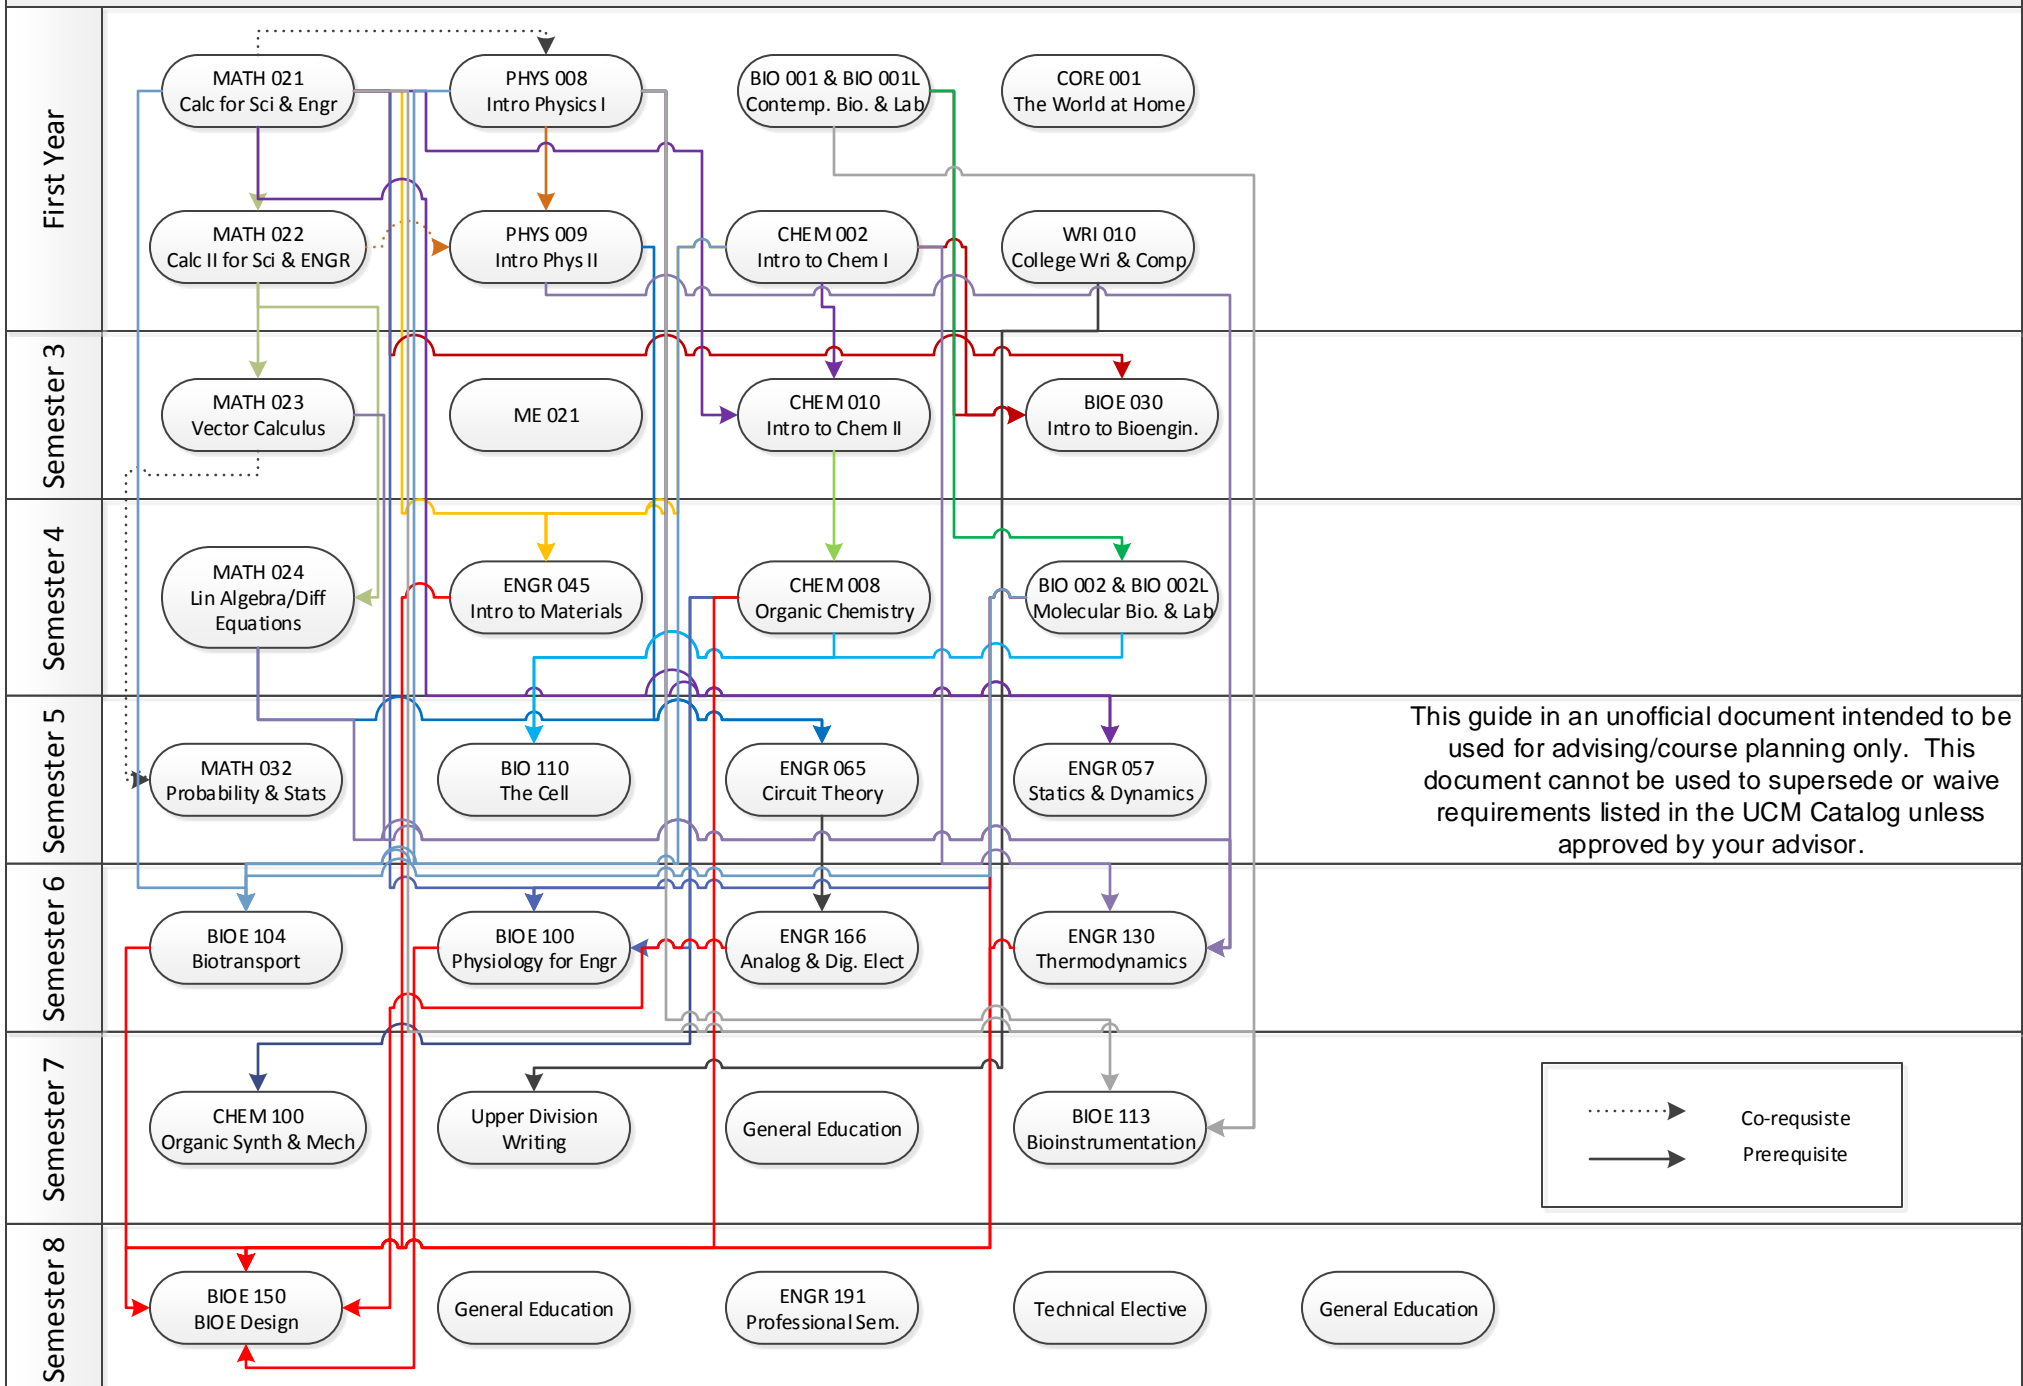 First Year
MATH 021
Calc for Sci & Engr
PHYS 008
Intro Physics I
BIO 001 & BIO 001L
Contemp. Bio. & Lab
CORE 001
The World at Home
MATH 022
Calc II for Sci & ENGR
PHYS 009
Intro Phys II
CHEM 002
Intro to Chem I
WRI 010
College Wri & Comp
Semester 3
MATH 023
Vector Calculus
ME 021
CHEM 010
Intro to Chem II
BIOE 030
Intro to Bioengin.
Semester 4
MATH 024
Lin Algebra/Diff
Equations
ENGR 045
Intro to Materials
CHEM 008
Organic Chemistry
BIO 002 & BIO 002L
Molecular Bio. & Lab
Semester 5
MATH 032
Probability & Stats
BIO 110
The Cell
ENGR 065
Circuit Theory
ENGR 057
Statics & Dynamics
This guide in an unofficial document intended to be
used for advising/course planning only. This
document cannot be used to supersede or waive
requirements listed in the UCM Catalog unless
approved by your advisor.
Semester 6
BIOE 104
Biotransport
BIOE 100
Physiology for Engr
ENGR 166
Analog & Dig. Elect
ENGR 130
Thermodynamics
Semester 7
CHEM 100
Organic Synth & Mech
Upper Division
Writing
General Education
BIOE 113
Bioinstrumentation
Co-requsiste
Prerequisite
Semester 8
BIOE 150
BIOE Design
General Education
ENGR 191
Professional Sem.
Technical Elective
General Education